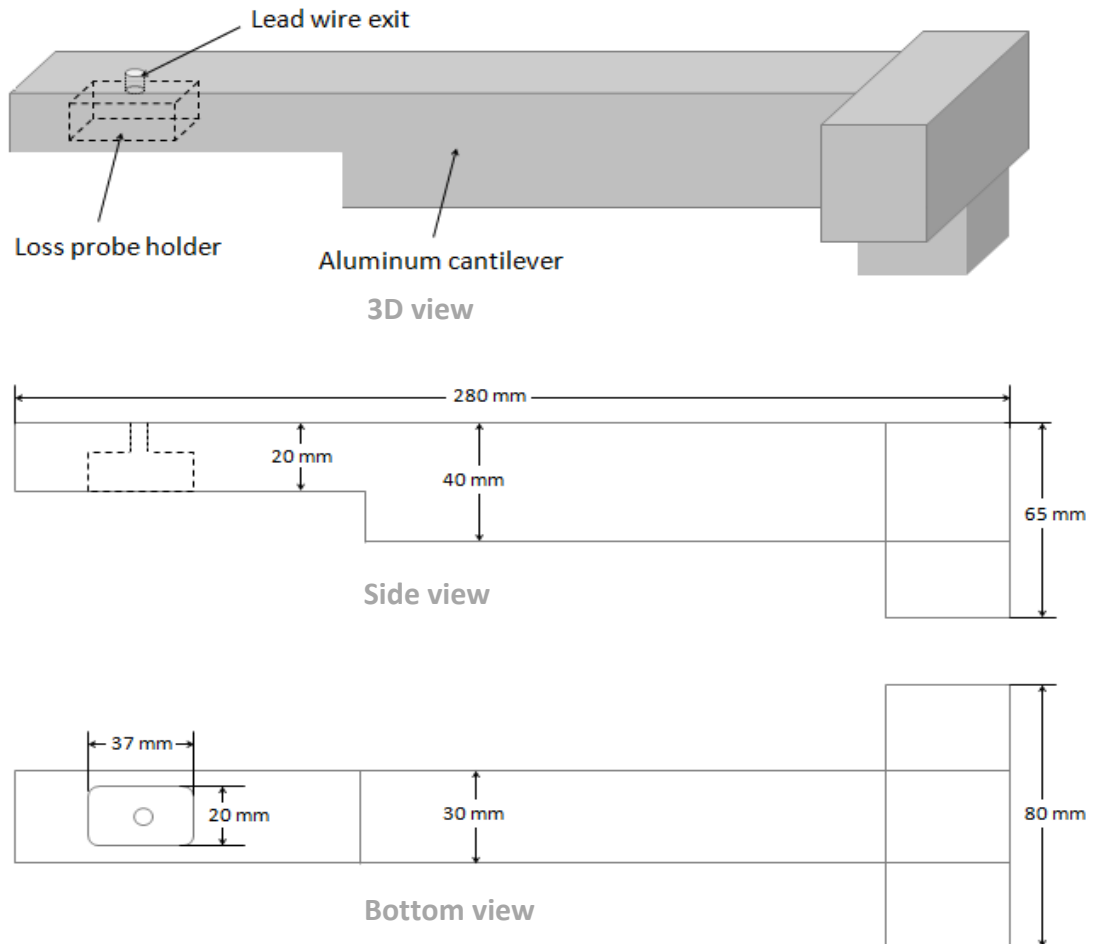 Lead wire exit
Loss probe holder
Aluminum cantilever
3D view
280 mm
20 mm
40 mm
65 mm
Side view
37 mm
20 mm
30 mm
80 mm
Bottom view